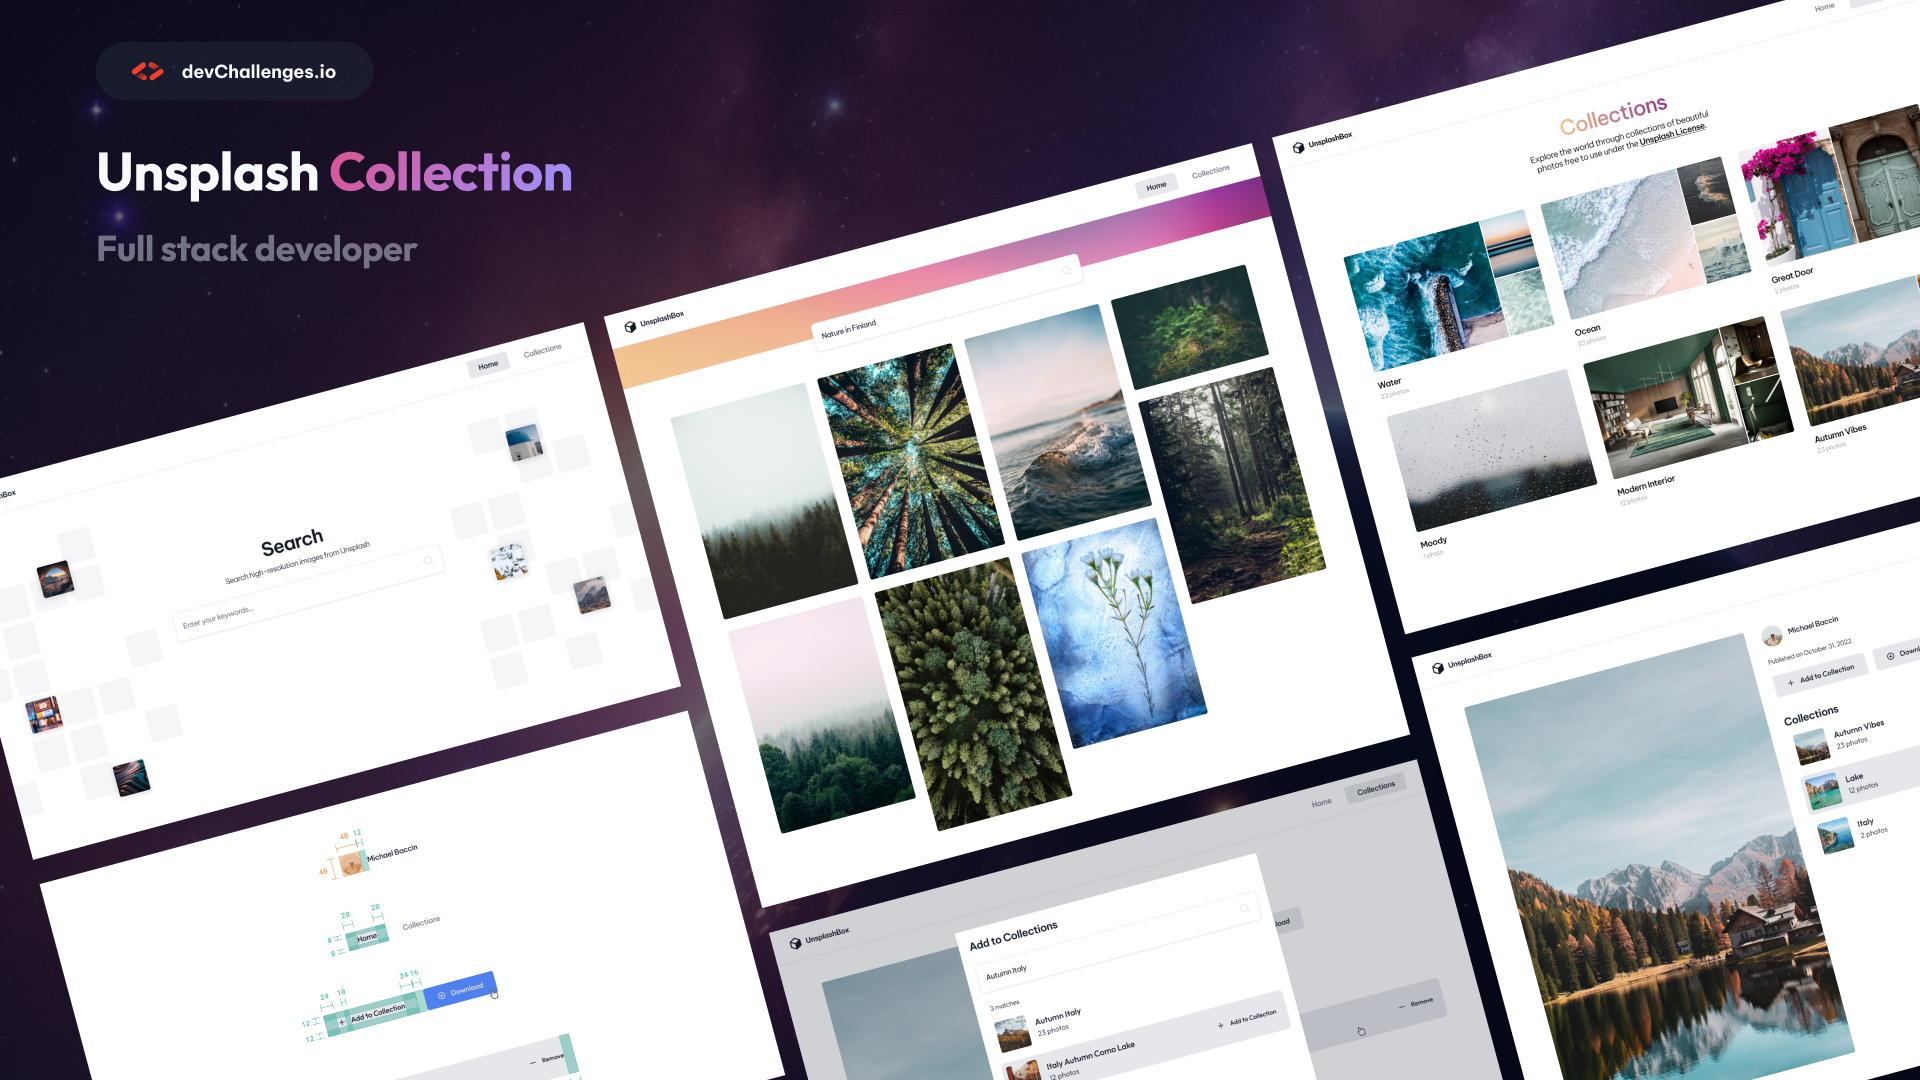 devChallenges.io
Unsplash Collection
Full stack developer
Home
Collections
Search
Search high-resolution images from Unsplash
Enter your keywords...
UnsplashBox
Home
Collections
Nature in Finland
Home
UnsplashBox
Collections
Explore the world through collections of beautiful
photos free to use under the Unsplash License.
Water
23 photos
Ocean
23 photos
Great Door
2 photos
Moody
1 photo
Modern Interior
12 photos
Autumn Vibes
23 photos
40 12
40
Michael Baccin
20 20
8
8
Home
Collections
24 10
24 16
12
12
Add to Collection
Download
Remove
UnsplashBox
Home
Collections
Add to Collections
Autumn Italy
3 matches
Autumn Italy
23 photos
Italy Autumn Como Lake
12 photos
Add to Collection
Remove
UnsplashBox
Michael Baccin
Published on October 31, 2022
Add to Collection
Collections
Autumn Vibes
23 photos
Lake
12 photos
Italy
2 photos